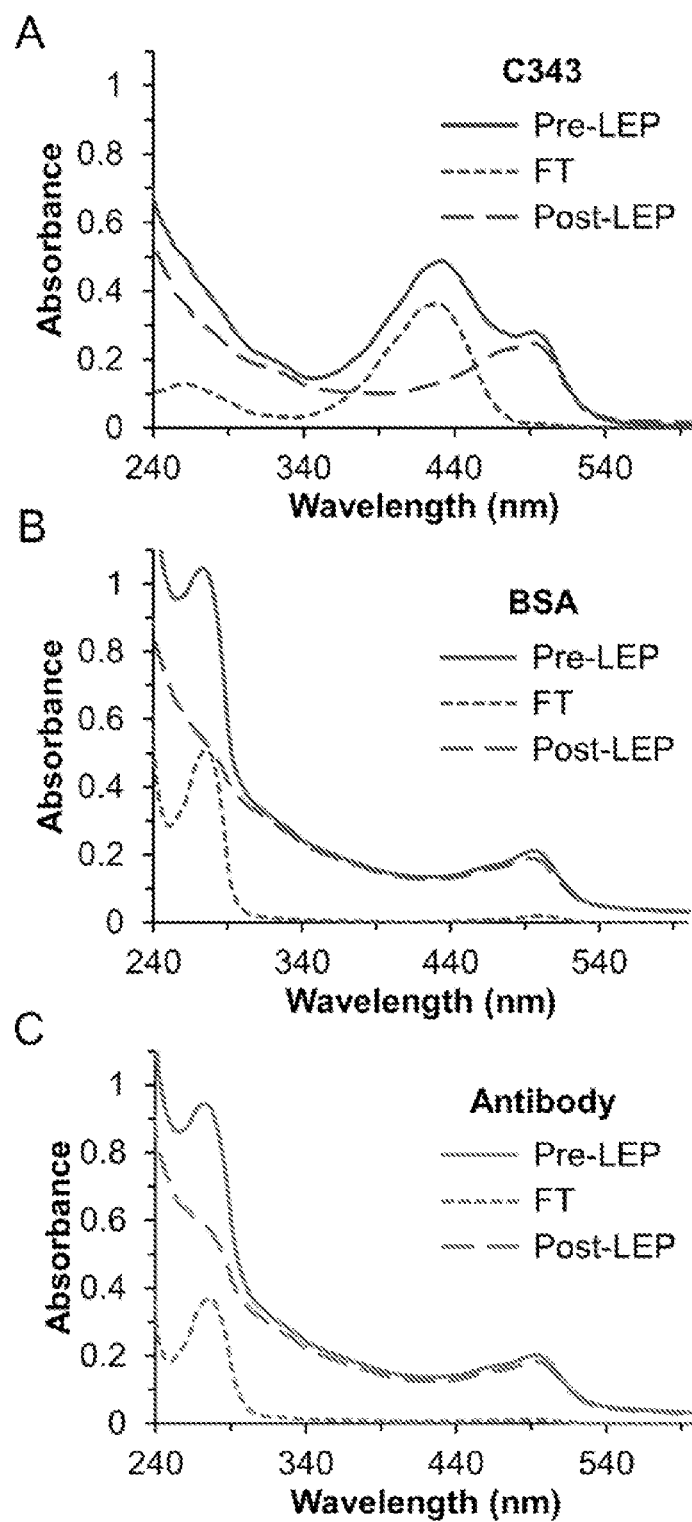 A
C343
Pre-LEP
FT
Post-LEP
Absorbance
1
0.8
0.6
0.4
0.2
0
240 340 440 540
Wavelength (nm)
B
BSA
Pre-LEP
FT
Post-LEP
Absorbance
1
0.8
0.6
0.4
0.2
0
240 340 440 540
Wavelength (nm)
C
Antibody
Pre-LEP
FT
Post-LEP
Absorbance
1
0.8
0.6
0.4
0.2
0
240 340 440 540
Wavelength (nm)